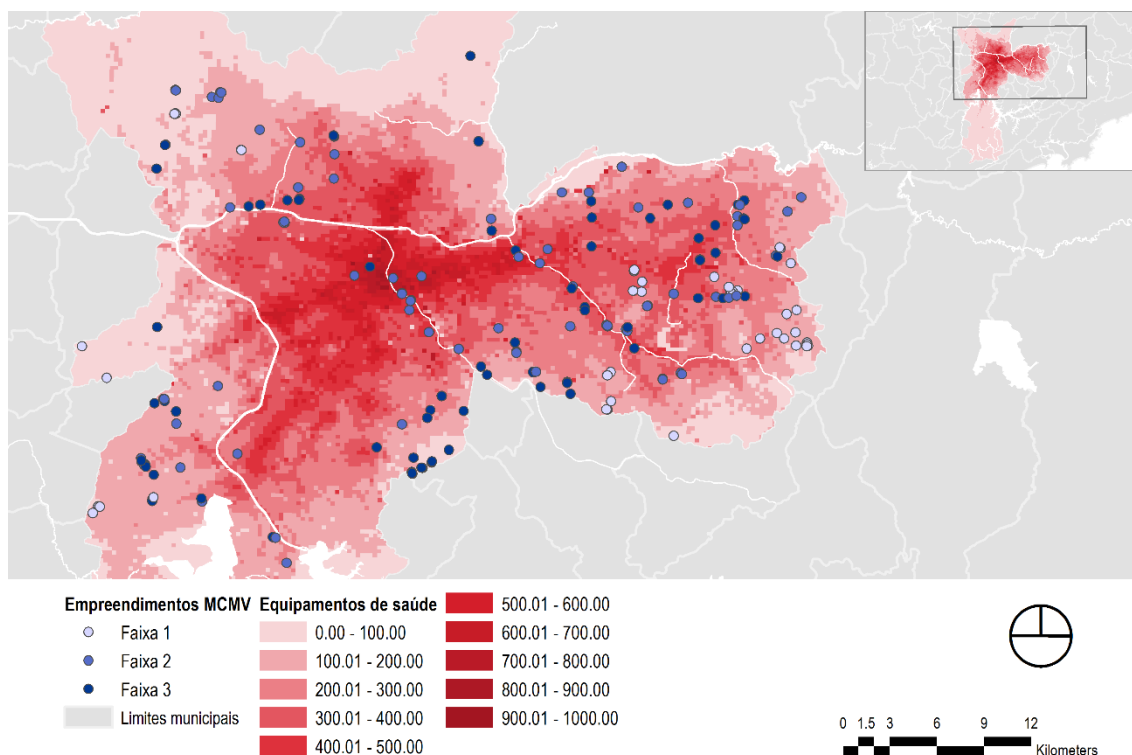 Empreendimentos MCMV
Faixa 1
Faixa 2
Faixa 3
Limites municipais
Equipamentos de saúde
0.00 - 100.00
100.01 - 200.00
200.01 - 300.00
300.01 - 400.00
400.01 - 500.00
500.01 - 600.00
600.01 - 700.00
700.01 - 800.00
800.01 - 900.00
900.01 - 1000.00
0 1.5 3 6 9 12
Kilometers